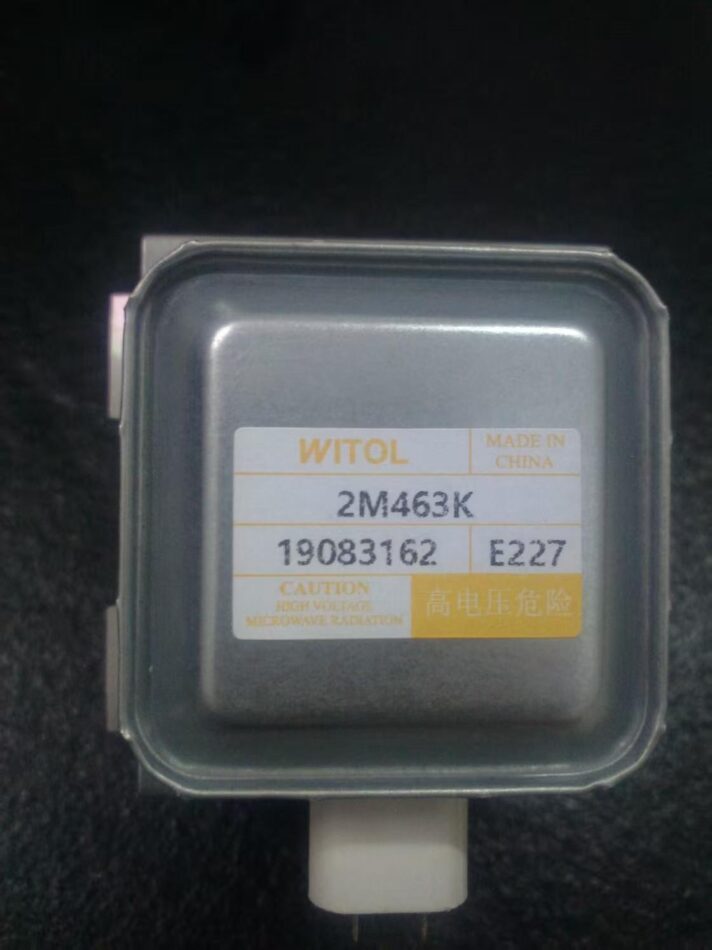 WITOL
MADE IN
CHINA
2M463K
19083162
E227
CAUTION
HIGH VOLTAGE
MICROWAVE RADIATION
高电压危险